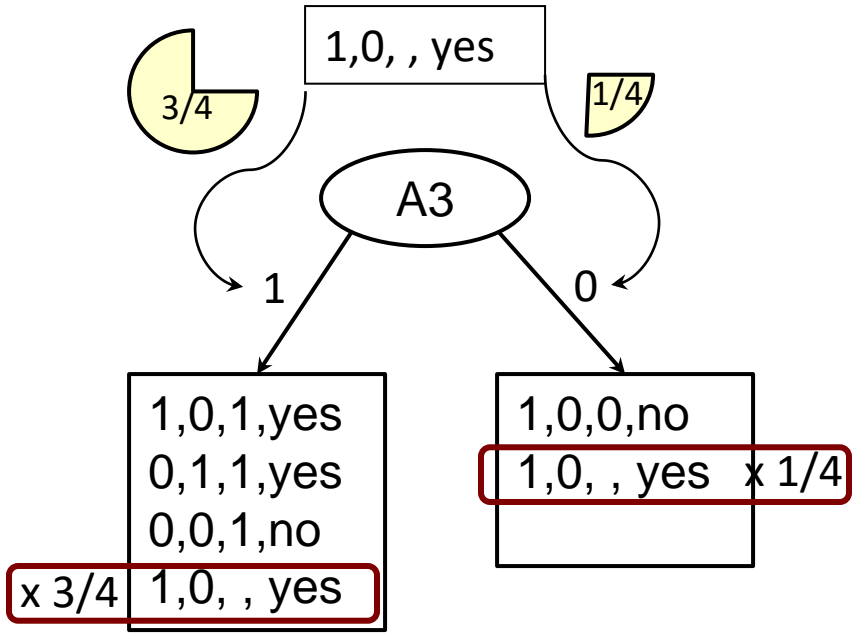 1,0, , yes
3/4
1/4
A3
1
0
1,0,1,yes
0,1,1,yes
0,0,1,no
x 3/4 1,0, , yes
1,0,0,no
1,0, , yes x 1/4